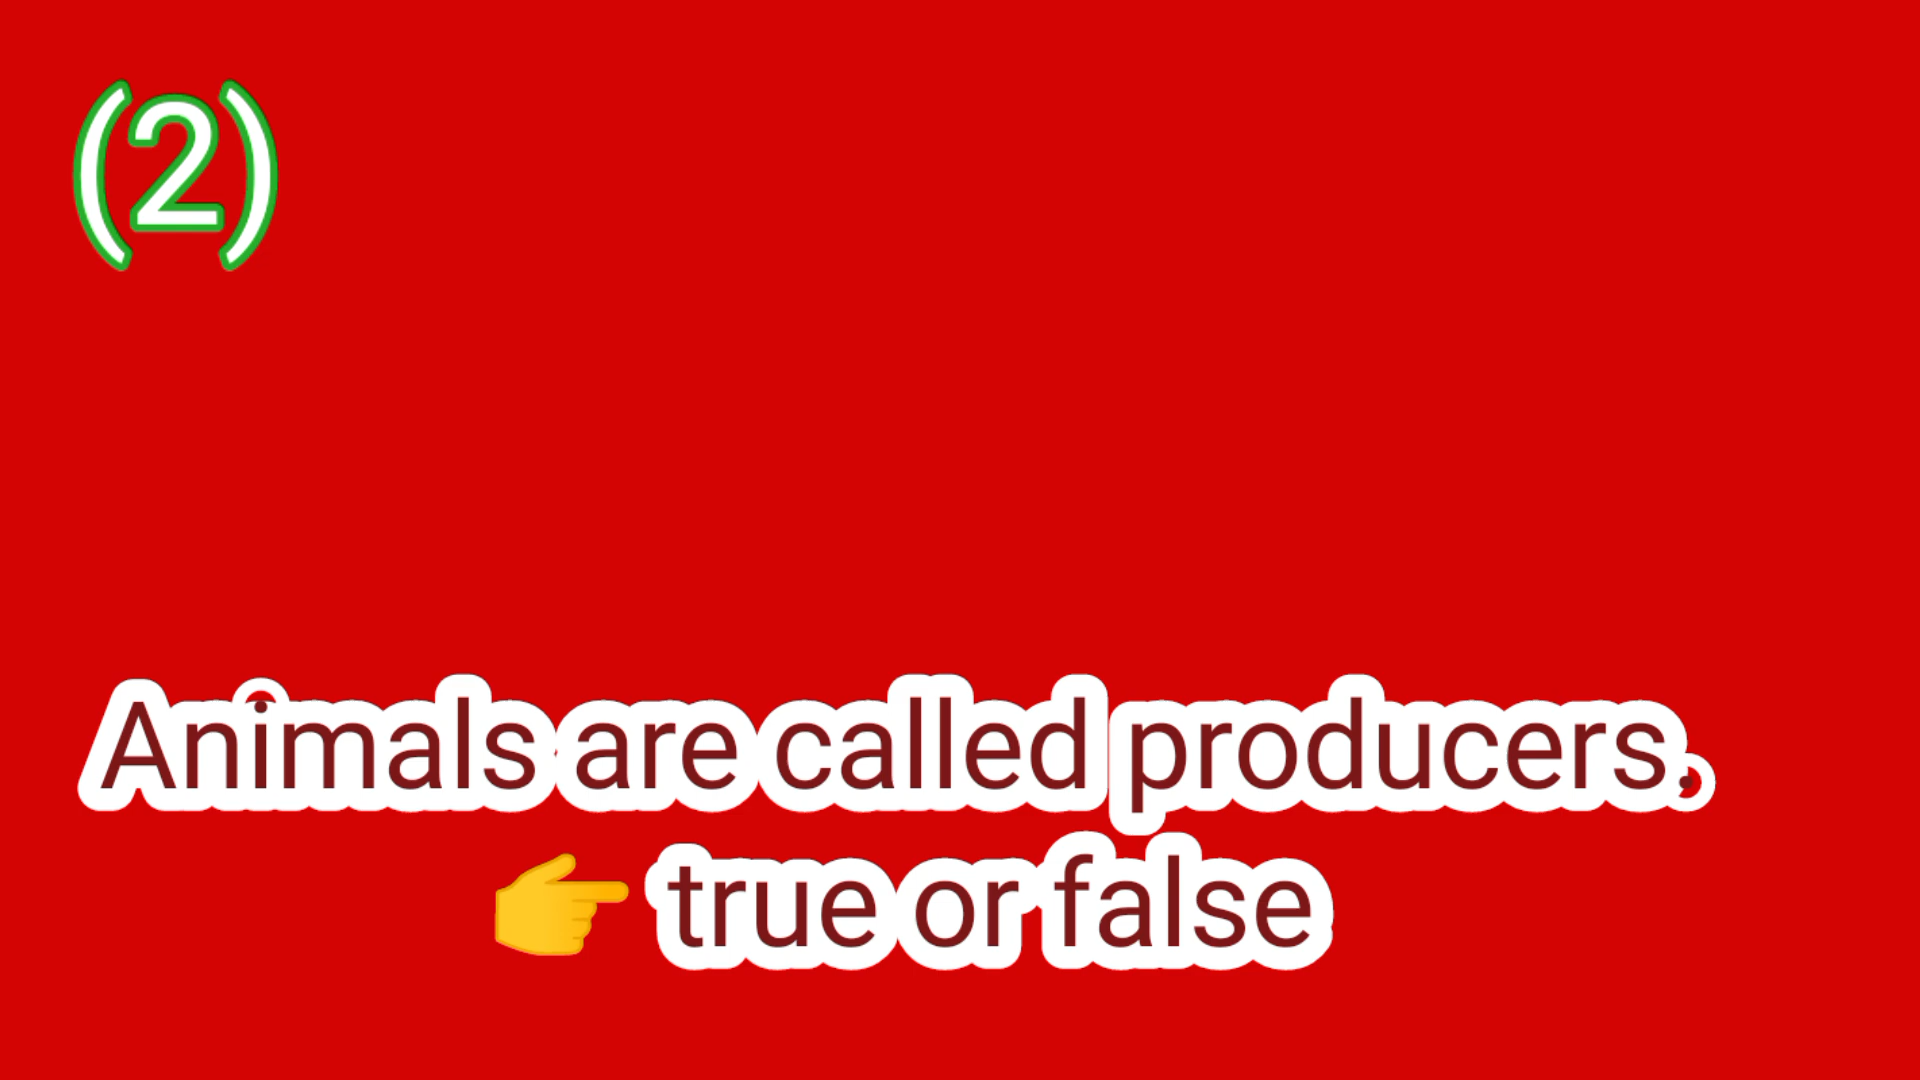 (2)
Animals are called producers.
👉 true or false